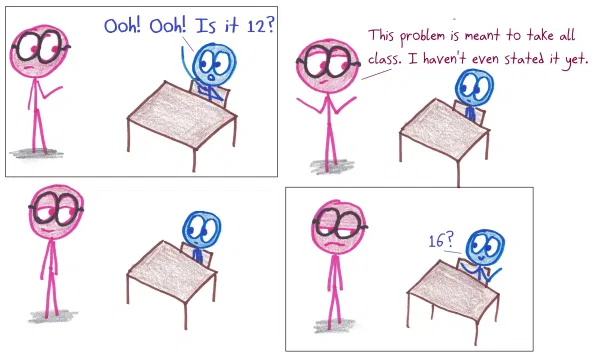 Ooh! Ooh! Is it 12?
This problem is meant to take all
class. I haven't even stated it yet.
16?